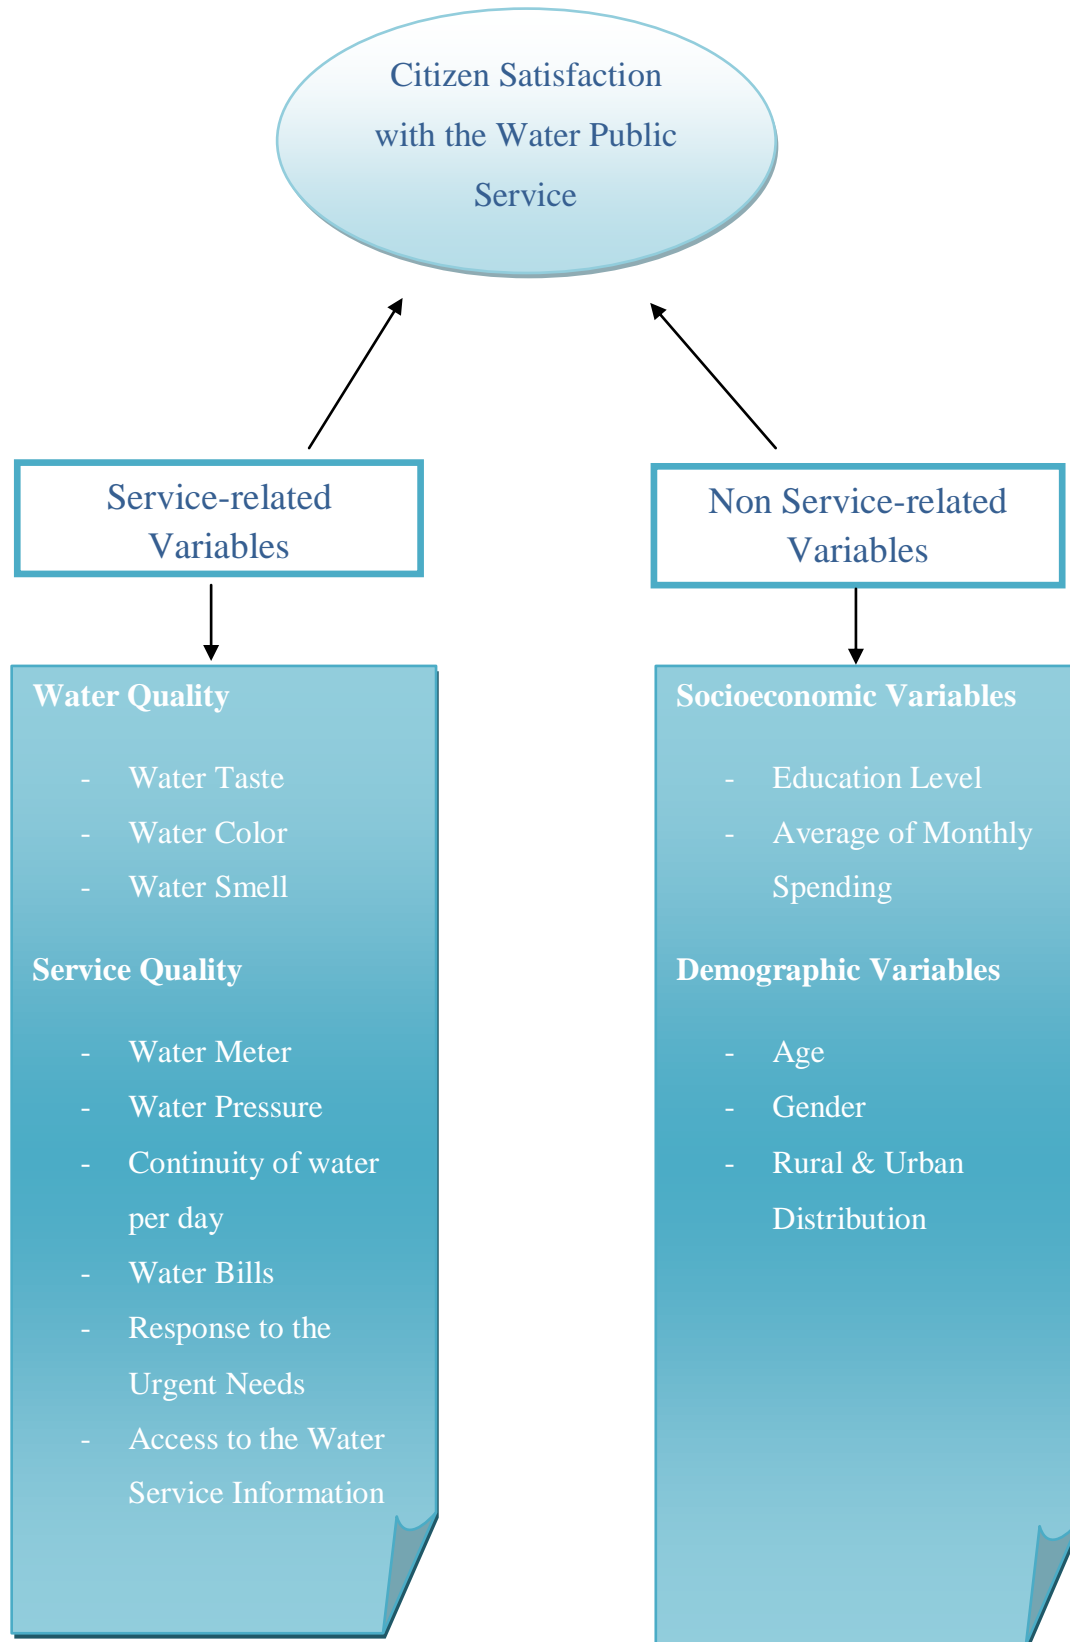 Citizen Satisfaction
with the Water Public
Service
Service-related
Variables
Non Service-related
Variables
Water Quality
- Water Taste
- Water Color
- Water Smell
Service Quality
- Water Meter
- Water Pressure
- Continuity of water
per day
- Water Bills
- Response to the
Urgent Needs
- Access to the Water
Service Information
Socioeconomic Variables
- Education Level
- Average of Monthly
Spending
Demographic Variables
- Age
- Gender
- Rural & Urban
Distribution